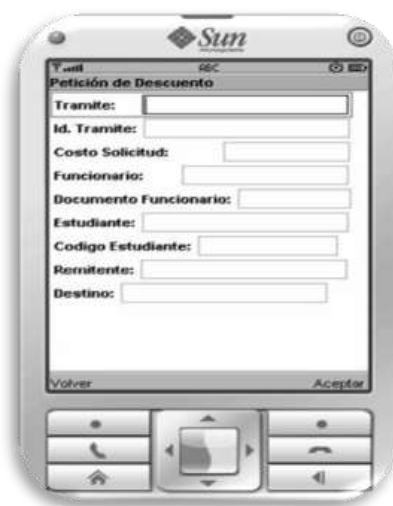 Sun
ABC
Petición de Descuento
Tramite:
Id. Tramite:
Costo Solicitud:
Funcionario:
Documento Funcionario:
Estudiante:
Codigo Estudiante:
Remitente:
Destino:
Volver Aceptar